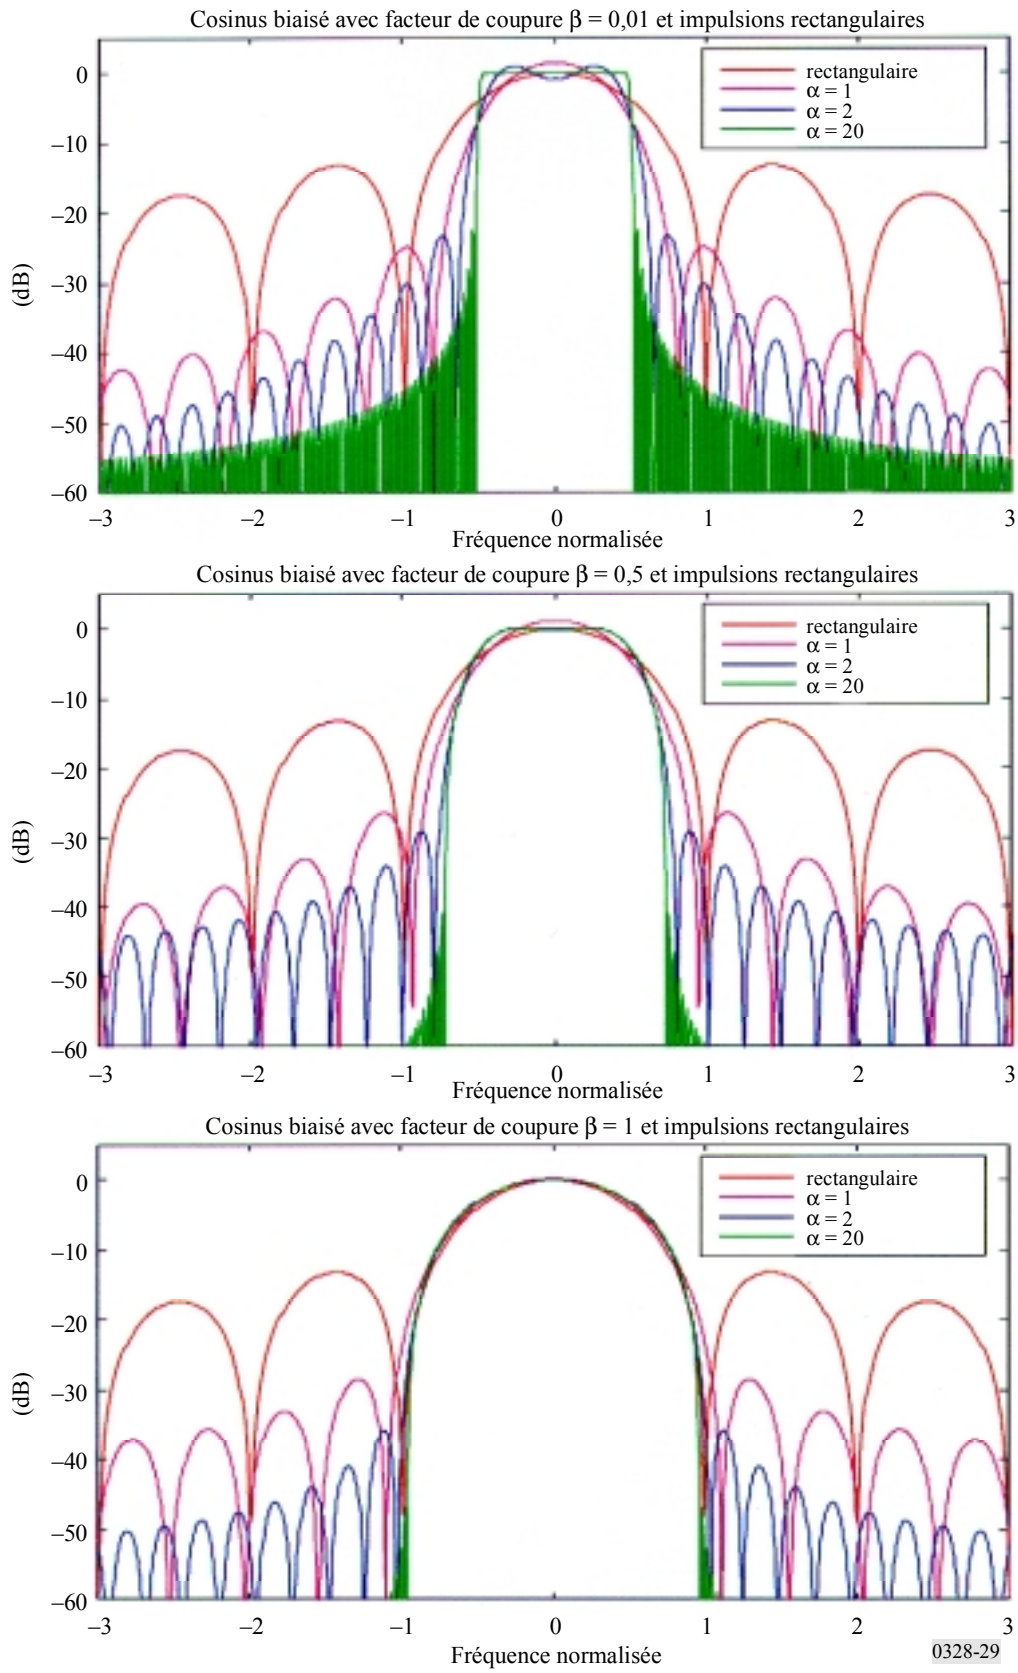 Cosinus biaisé avec facteur de coupure β = 0,01 et impulsions rectangulaires
rectangulaire
α = 1
α = 2
α = 20
0
–10
–20
–30
–40
–50
–60
(dB)
–3 –2 –1 0 1 2 3
Fréquence normalisée
Cosinus biaisé avec facteur de coupure β = 0,5 et impulsions rectangulaires
rectangulaire
α = 1
α = 2
α = 20
0
–10
–20
–30
–40
–50
–60
(dB)
–3 –2 –1 0 1 2 3
Fréquence normalisée
Cosinus biaisé avec facteur de coupure β = 1 et impulsions rectangulaires
rectangulaire
α = 1
α = 2
α = 20
0
–10
–20
–30
–40
–50
–60
(dB)
–3 –2 –1 0 1 2 3
Fréquence normalisée
0328-29